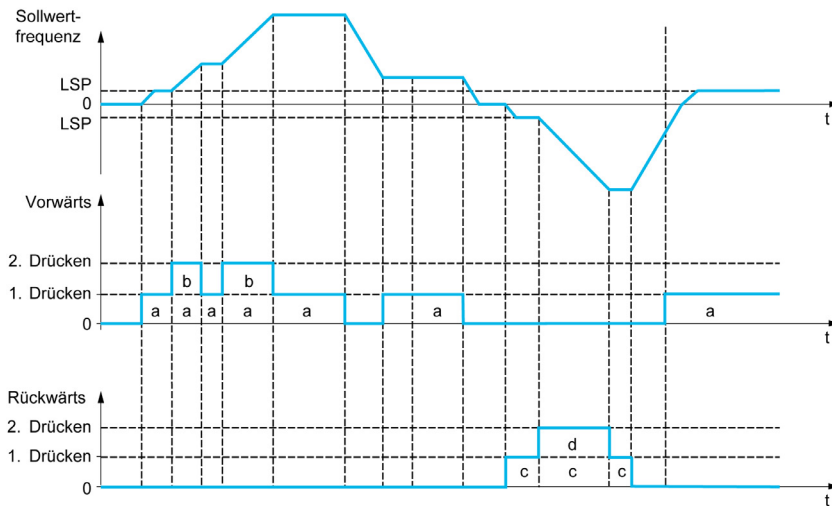 Sollwert-
frequenz
LSP
0
LSP
t
Vorwärts
2. Drücken
b
b
1. Drücken
a
a
a
a
a
a
a
0
t
Rückwärts
2. Drücken
d
1. Drücken
c
c
c
0
t